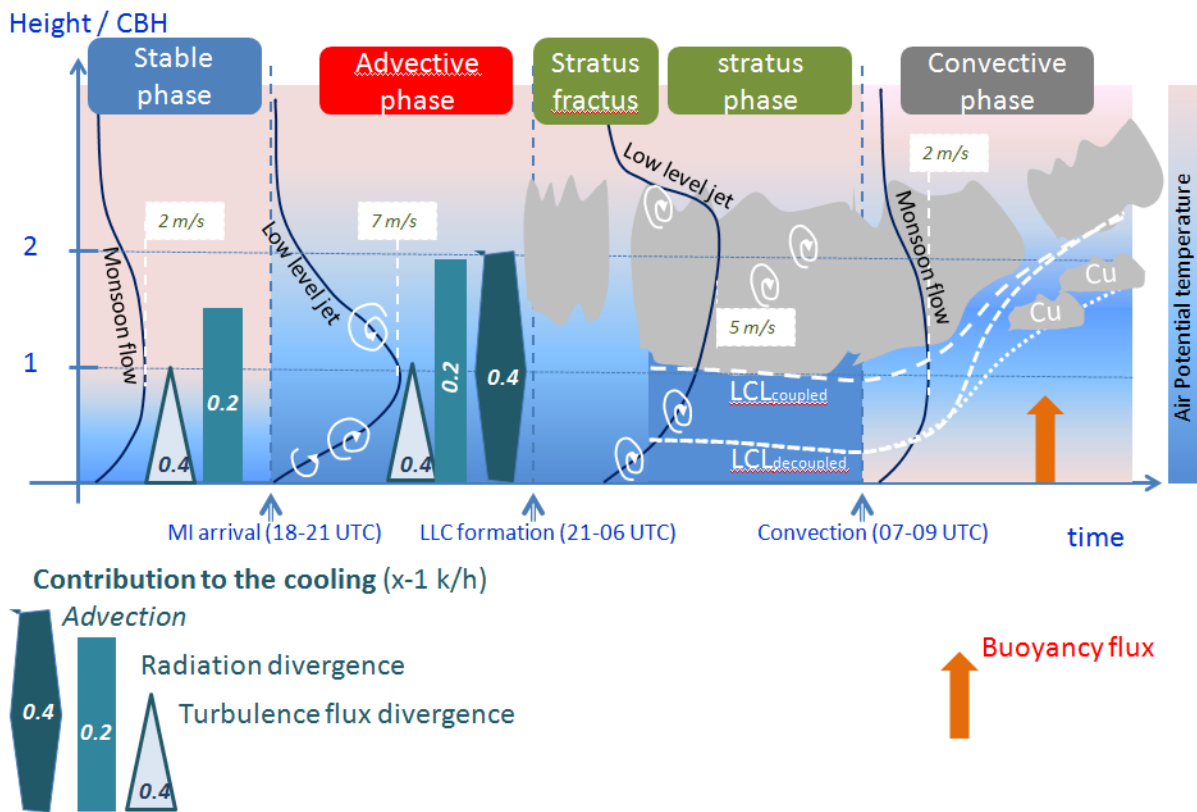 Height / CBH
Stable
phase
Advective
phase
Stratus
fractus
stratus
phase
Convective
phase
2 m/s
Monsoon flow
Low level jet
7 m/s
Low level jet
5 m/s
2 m/s
Monsoon flow
Cu
Cu
2
1
0.4
0.2
0.4
0.2
0.4
LCLcoupled
LCLdecoupled
Air Potential temperature
MI arrival (18-21 UTC)
LLC formation (21-06 UTC)
Convection (07-09 UTC)
time
Contribution to the cooling (x-1 k/h)
Advection
0.4
Radiation divergence
0.2
Turbulence flux divergence
0.4
Buoyancy flux